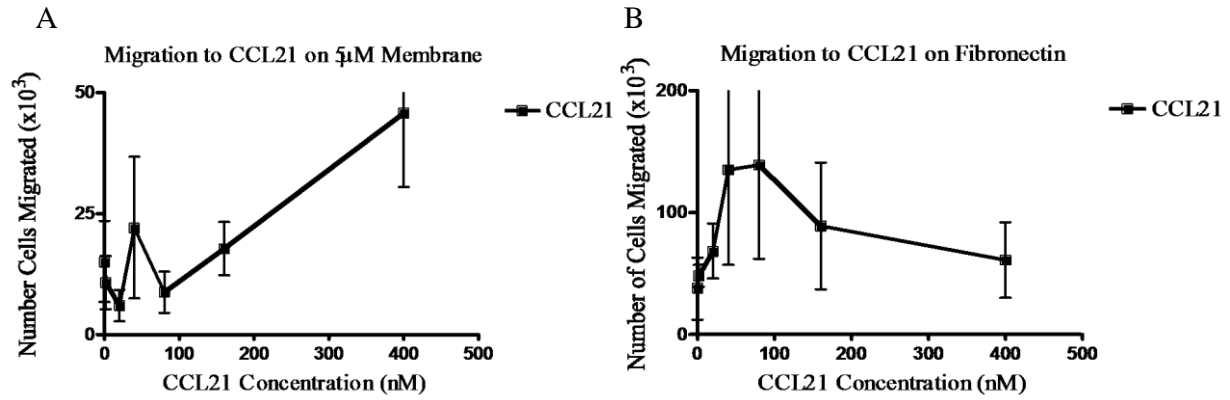 A
Migration to CCL21 on 5µM Membrane
Number Cells Migrated (x10³)
50
25
0
0 100 200 300 400 500
CCL21 Concentration (nM)
CCL21
B
Migration to CCL21 on Fibronectin
Number of Cells Migrated (x10³)
200
100
0
0 100 200 300 400 500
CCL21 Concentration (nM)
CCL21